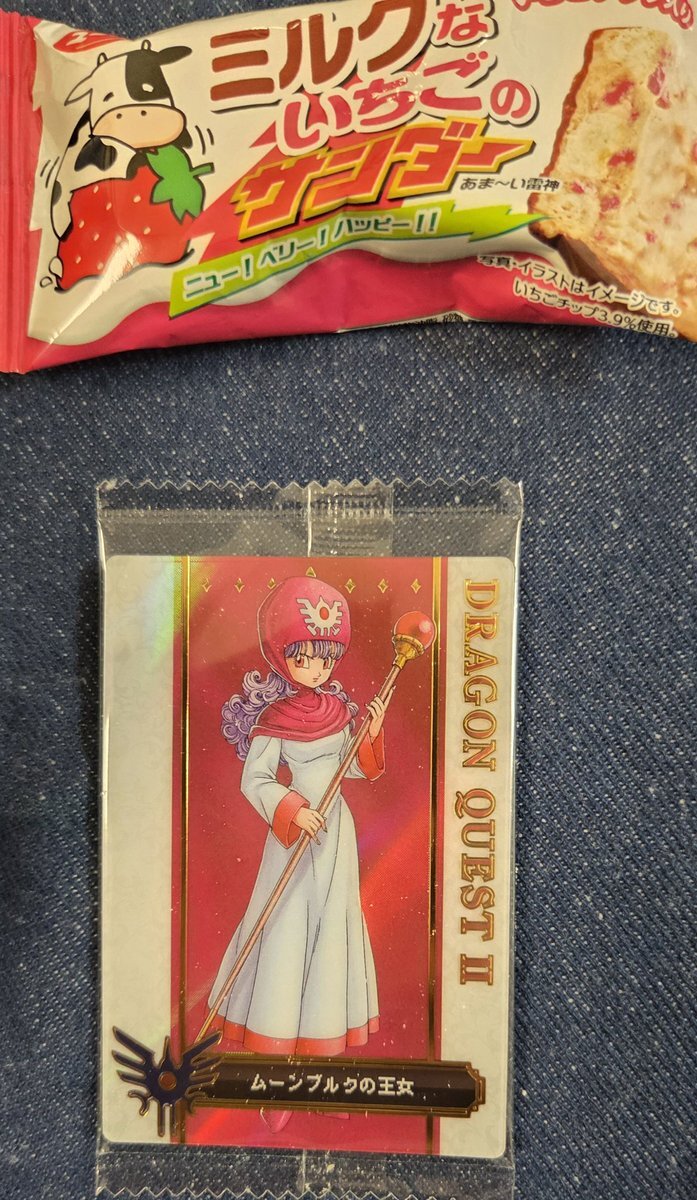 ミルクな
いちごの
サンダー
あま〜い雷神
ニュー！ベリー！ハッピー！！
写真・イラストはイメージです。
いちごチップ3.9%使用。
DRAGON QUEST II
ムーンブルクの王女